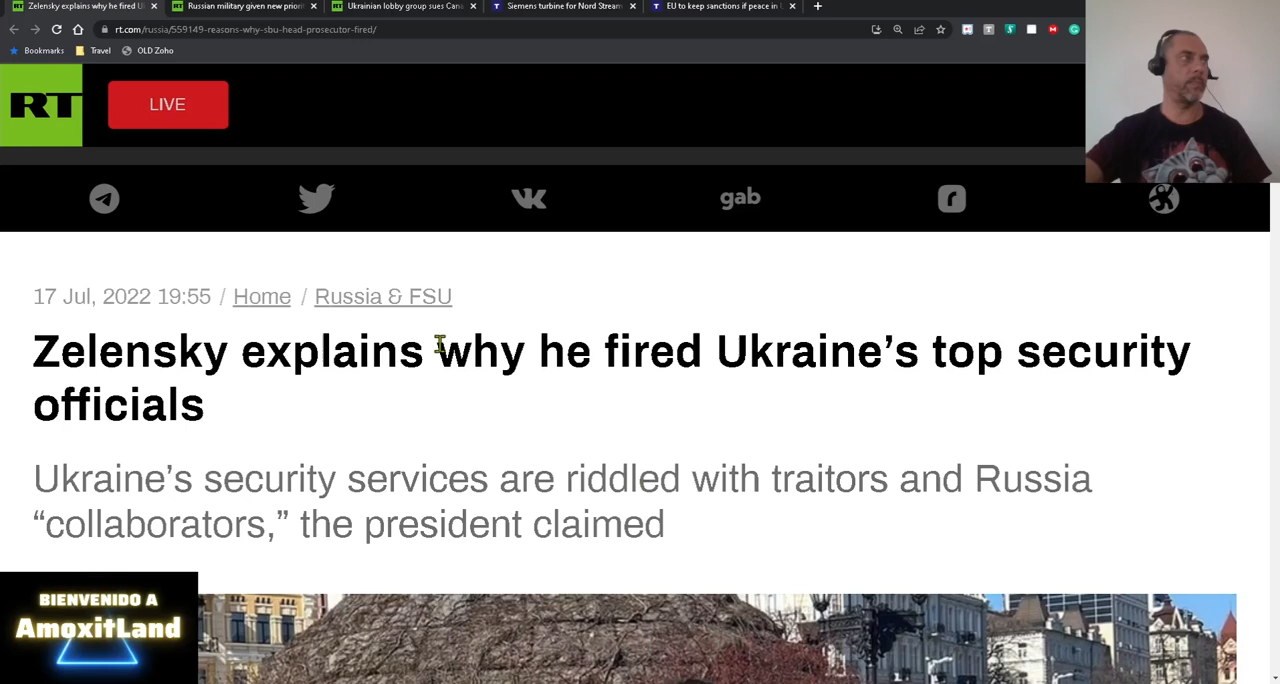 Zelensky explains why he fired U
Russian military given new priorit
Ukrainian lobby group sues Cana
Siemens turbine for Nord Stream
EU to keep sanctions if peace in U
rt.com/russia/559149-reasons-why-sbu-head-prosecutor-fired/
Bookmarks Travel OLD Zoho
RT
LIVE
gab
17 Jul, 2022 19:55 / Home / Russia & FSU
Zelensky explains why he fired Ukraine’s top security
officials
Ukraine’s security services are riddled with traitors and Russia
“collaborators,” the president claimed
BIENVENIDO A
AmoxitLand